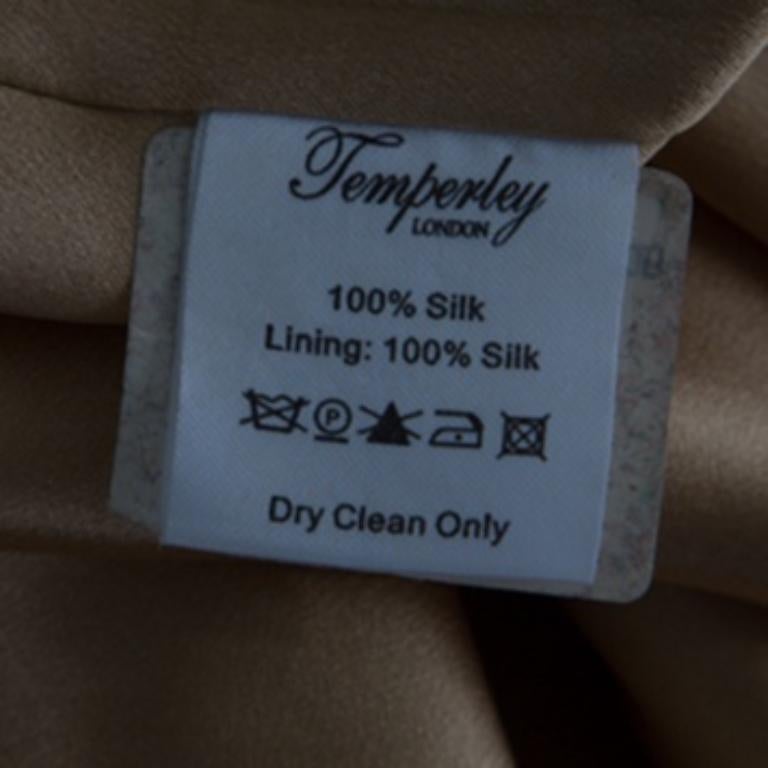 Temperley
LONDON
100% Silk
Lining: 100% Silk
P
Dry Clean Only